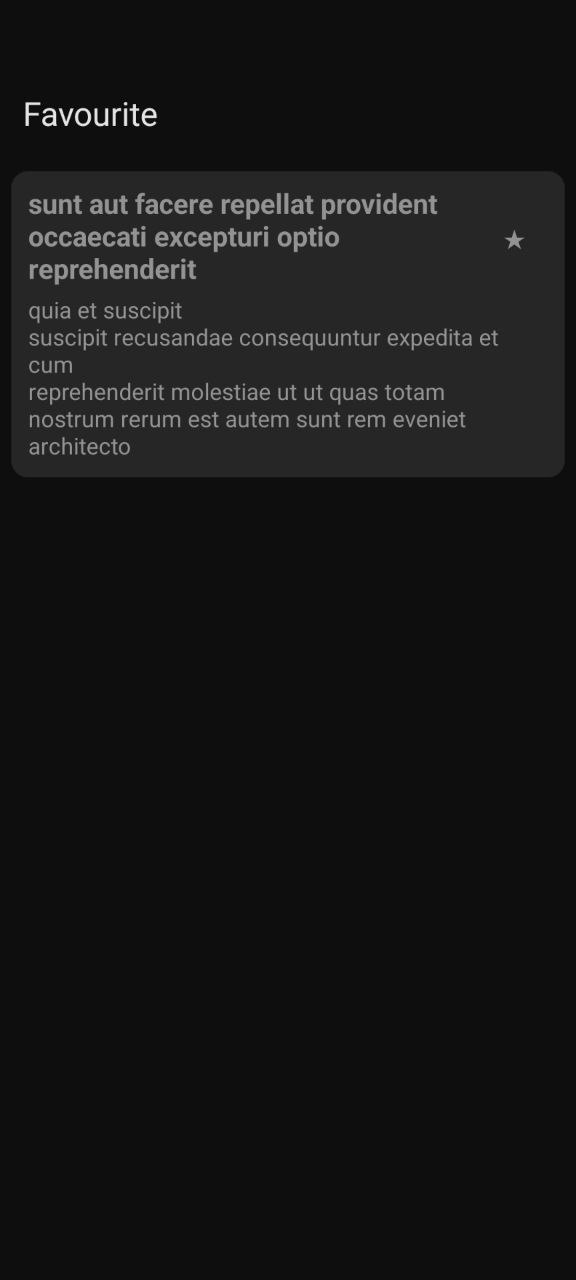 Favourite
sunt aut facere repellat provident
occaecati excepturi optio
reprehenderit
quia et suscipit
suscipit recusandae consequuntur expedita et
cum
reprehenderit molestiae ut ut quas totam
nostrum rerum est autem sunt rem eveniet
architecto